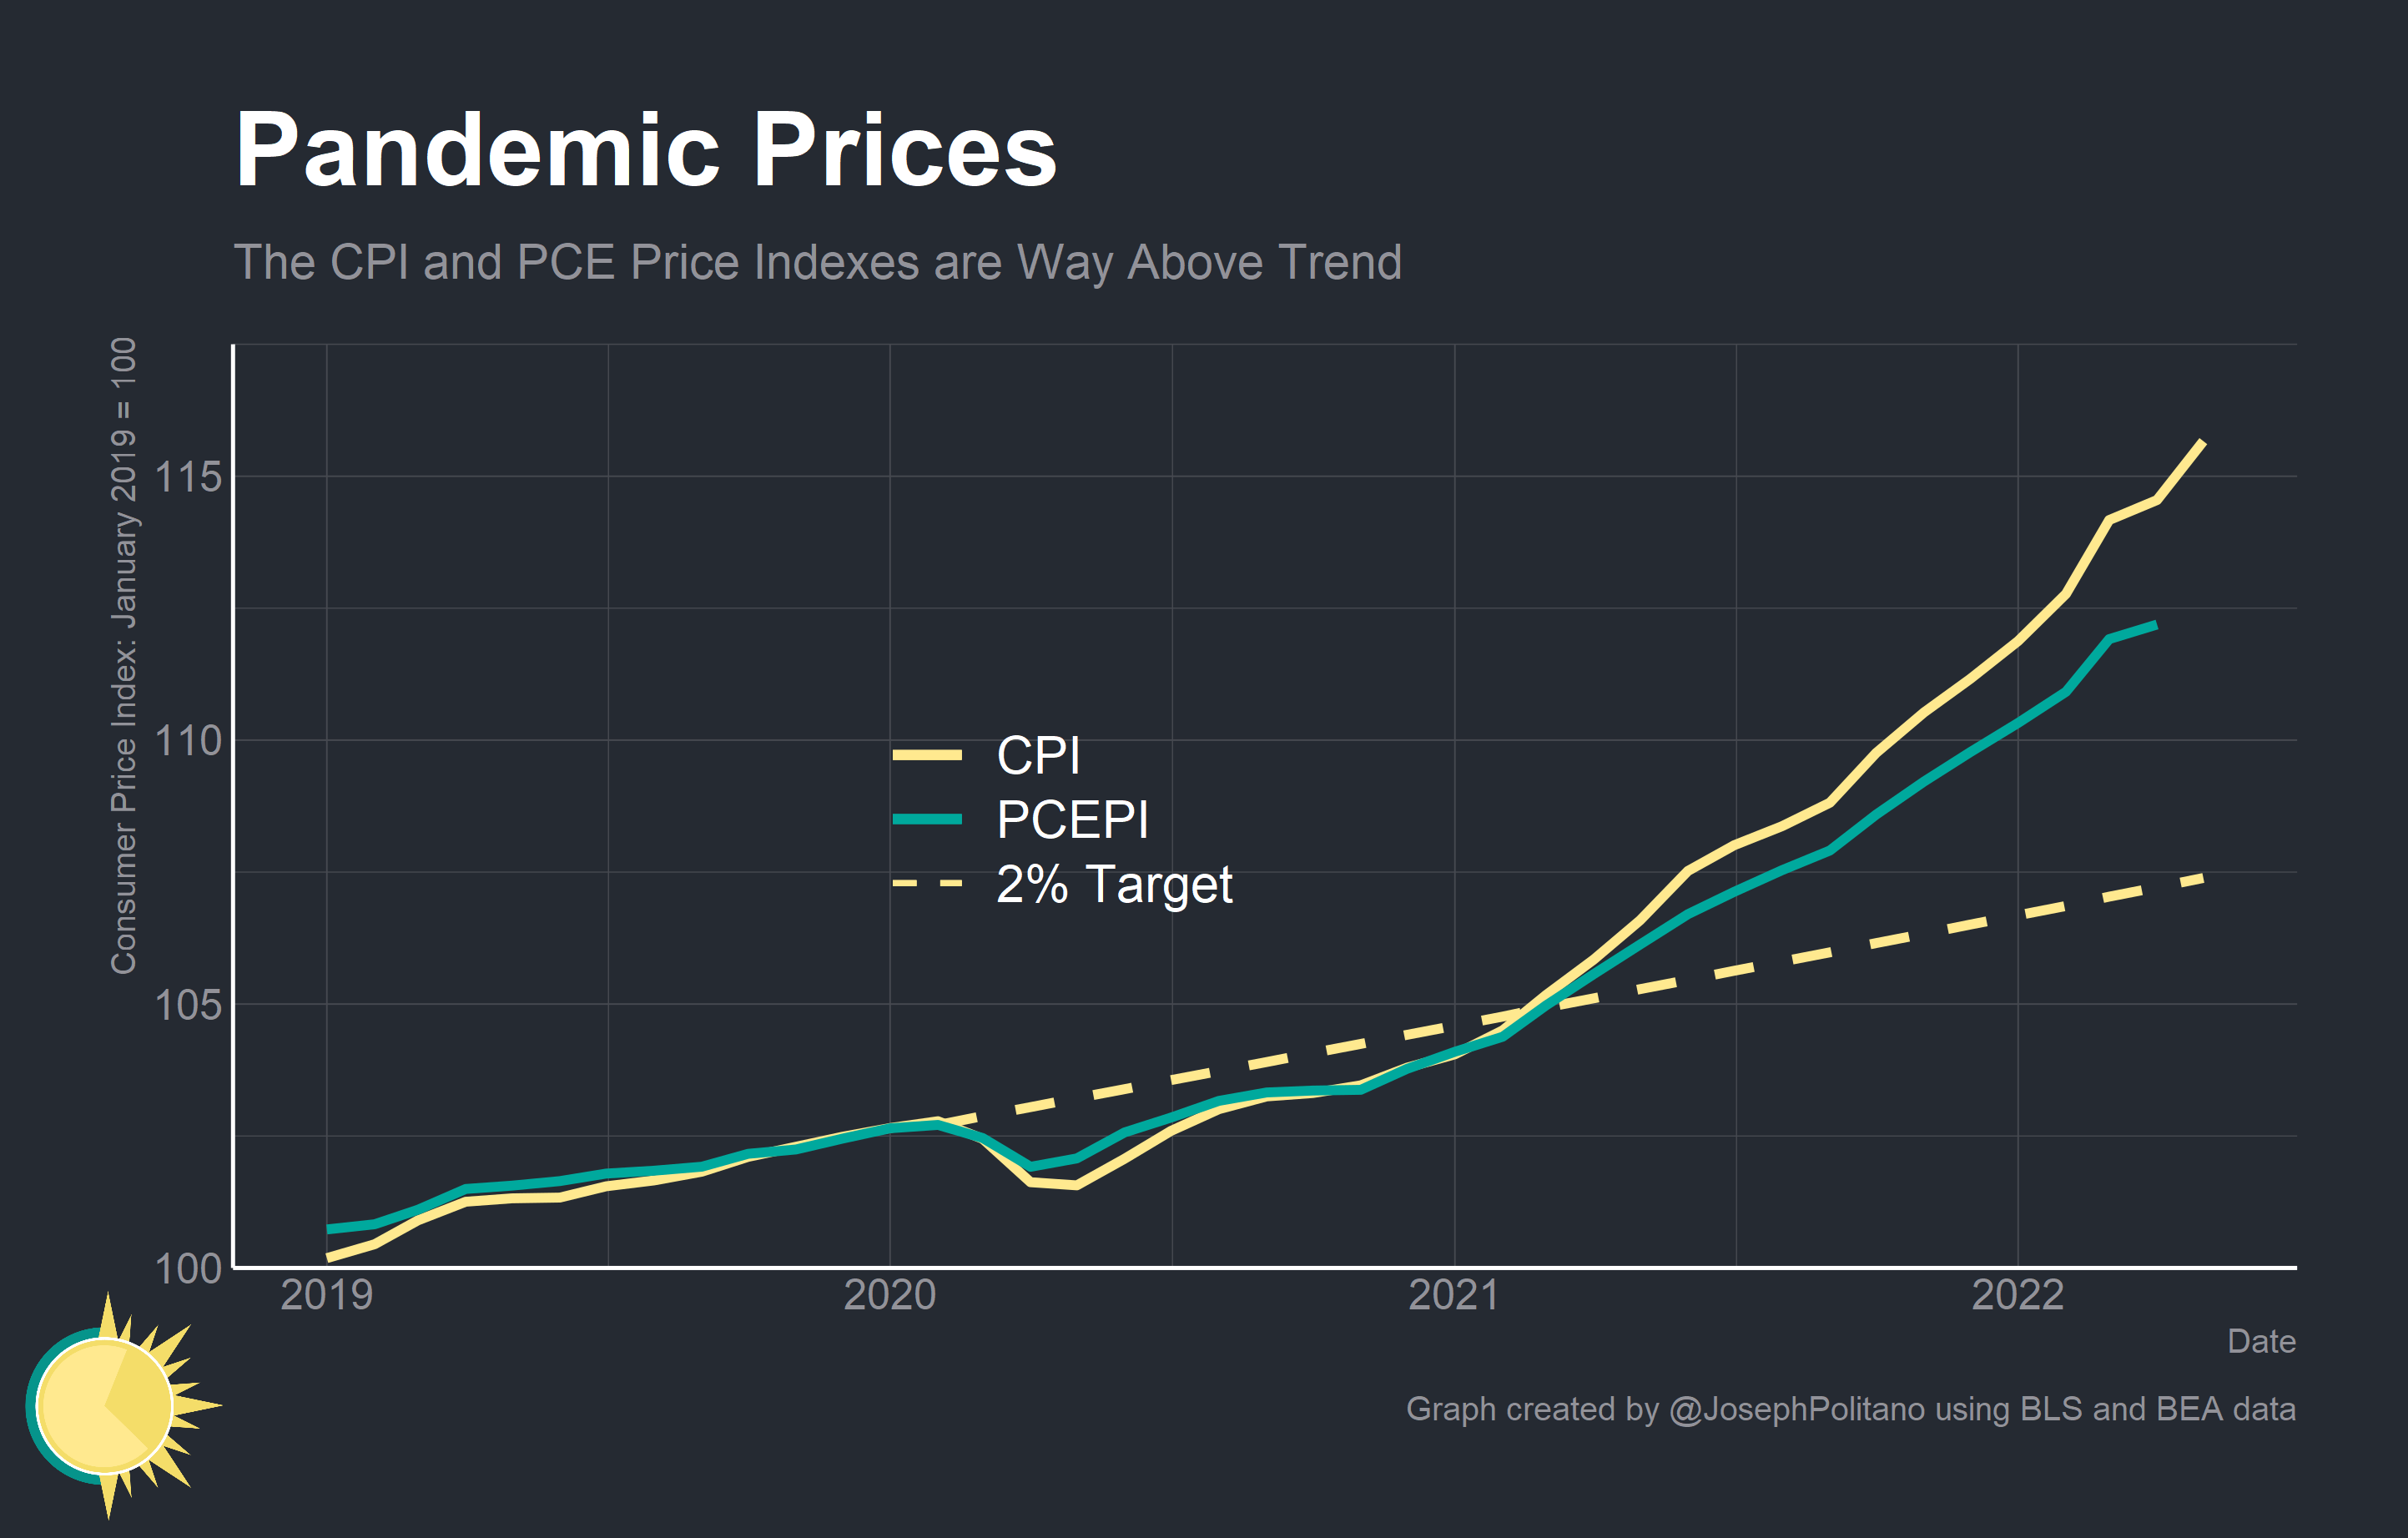 Pandemic Prices
The CPI and PCE Price Indexes are Way Above Trend
Consumer Price Index: January 2019 = 100
115
110
105
100
CPI
PCEPI
2% Target
2019
2020
2021
2022
Date
Graph created by @JosephPolitano using BLS and BEA data